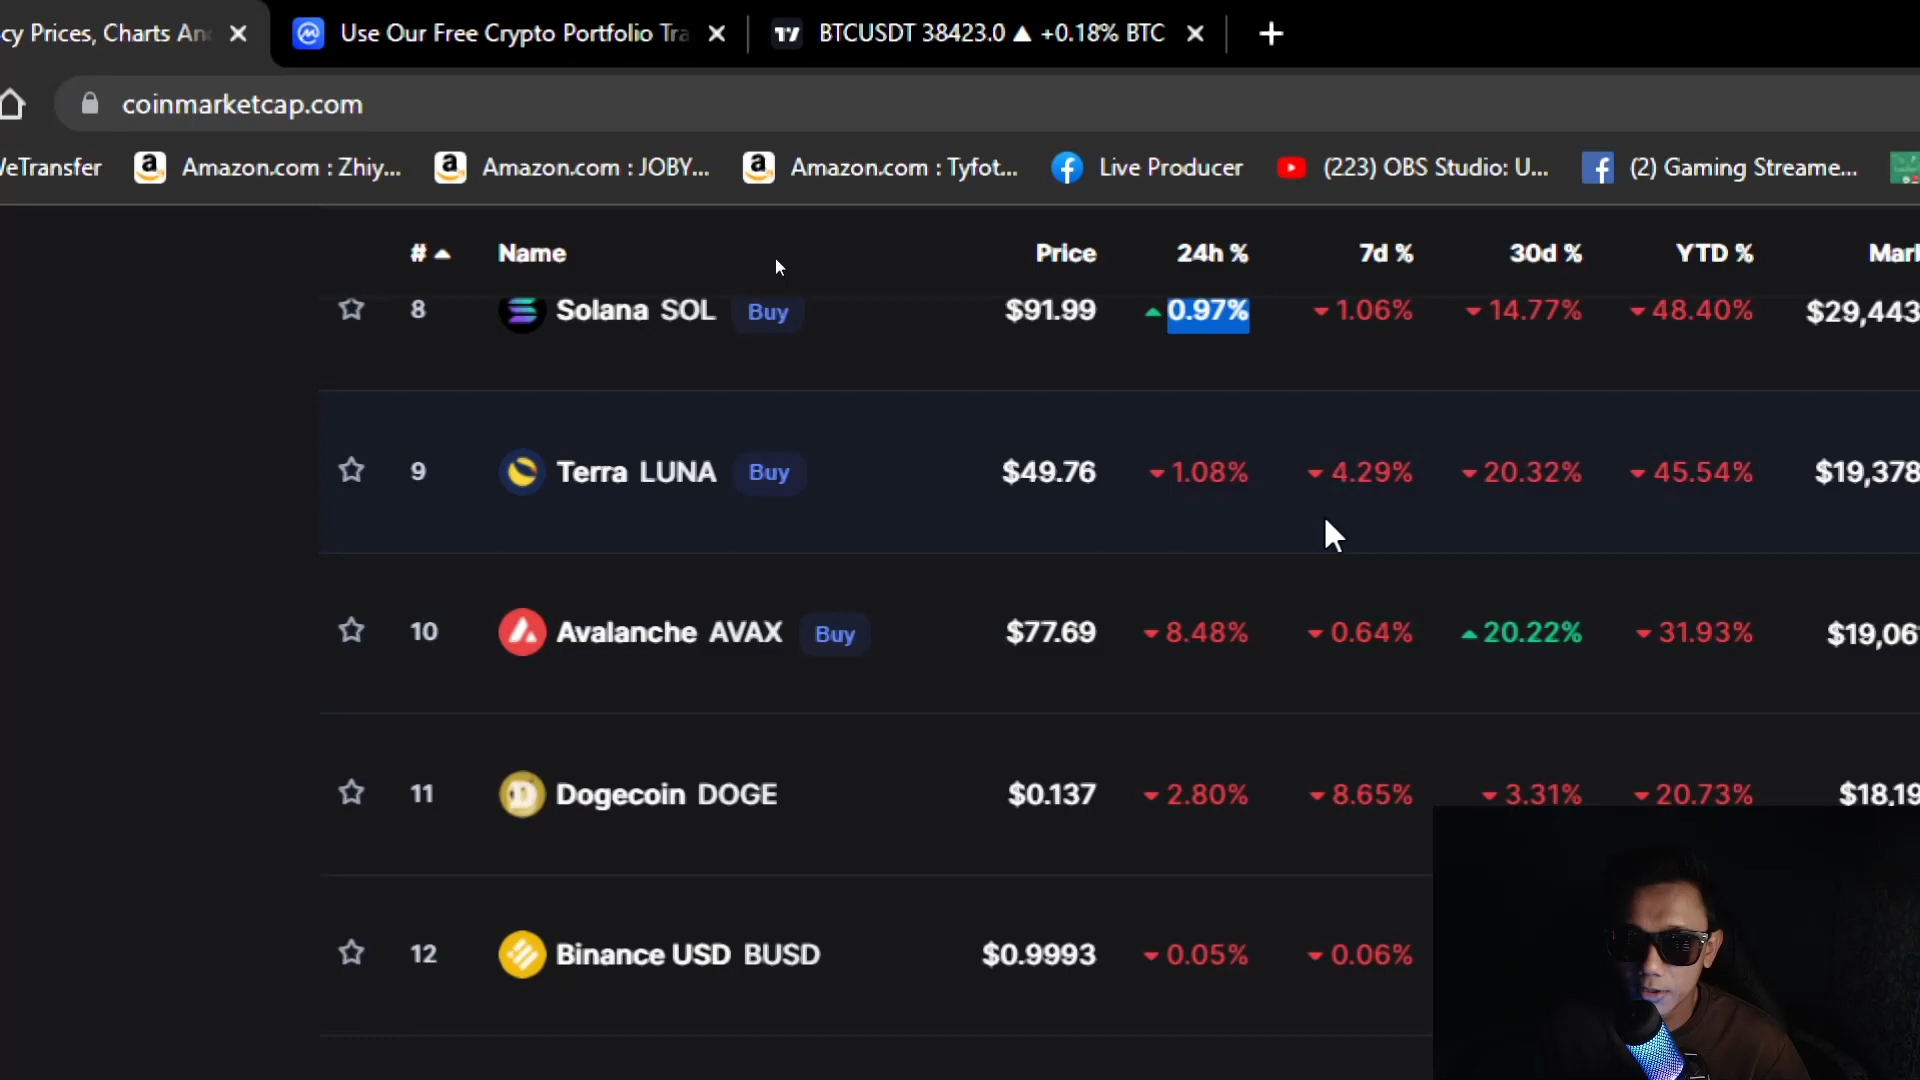 cy Prices, Charts An
Use Our Free Crypto Portfolio Tra
BTCUSDT 38423.0 ▲ +0.18% BTC
coinmarketcap.com
WeTransfer
Amazon.com : Zhiy...
Amazon.com : JOBY...
Amazon.com : Tyfot...
Live Producer
(223) OBS Studio: U...
(2) Gaming Streame...
# Name Price 24h % 7d % 30d % YTD % Mark
8 Solana SOL Buy $91.99 0.97% 1.06% 14.77% 48.40% $29,443
9 Terra LUNA Buy $49.76 1.08% 4.29% 20.32% 45.54% $19,378
10 Avalanche AVAX Buy $77.69 8.48% 0.64% 20.22% 31.93% $19,06
11 Dogecoin DOGE $0.137 2.80% 8.65% 3.31% 20.73% $18,19
12 Binance USD BUSD $0.9993 0.05% 0.06%